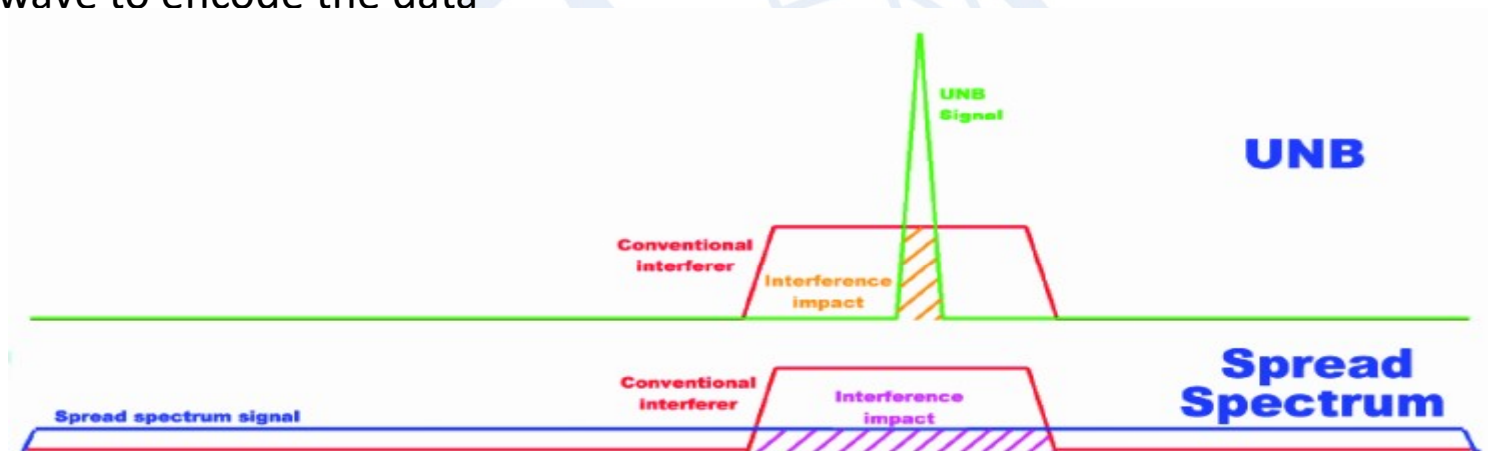 wave to encode the data
UNB
Signal
UNB
Conventional
interferer
Interference
impact
Spread
Spectrum
Conventional
interferer
Interference
impact
Spread spectrum signal